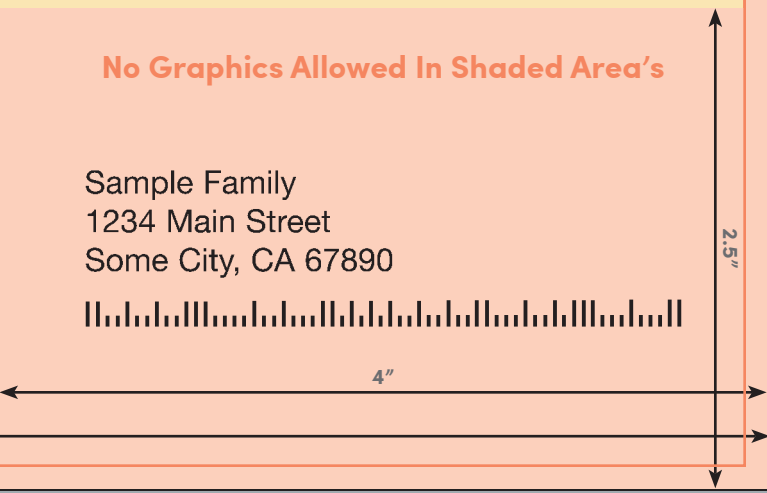 No Graphics Allowed In Shaded Area’s
Sample Family
1234 Main Street
Some City, CA 67890
2.5”
4”